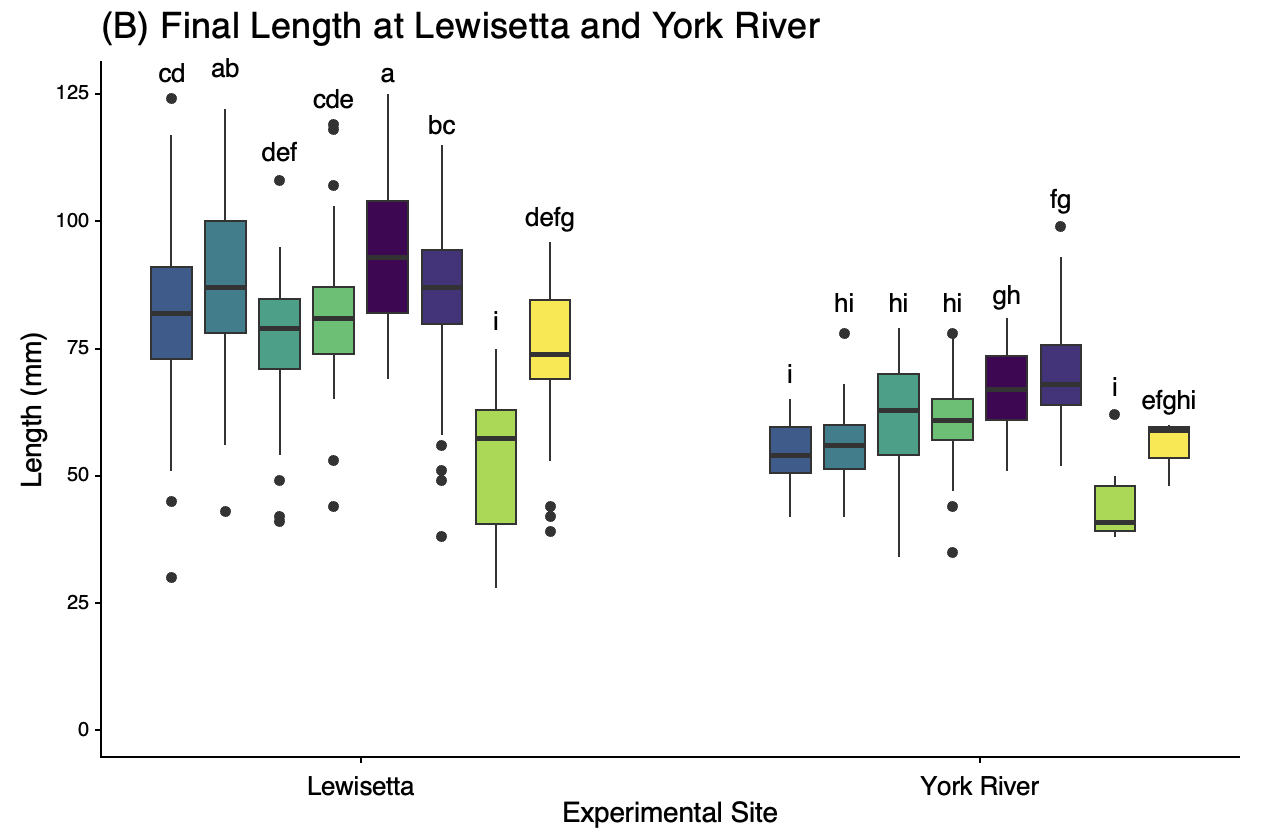 (B) Final Length at Lewisetta and York River
cd
ab
def
cde
a
bc
i
defg
i
hi
hi
hi
gh
fg
i
efghi
125
100
75
50
25
0
Length (mm)
Lewisetta
York River
Experimental Site